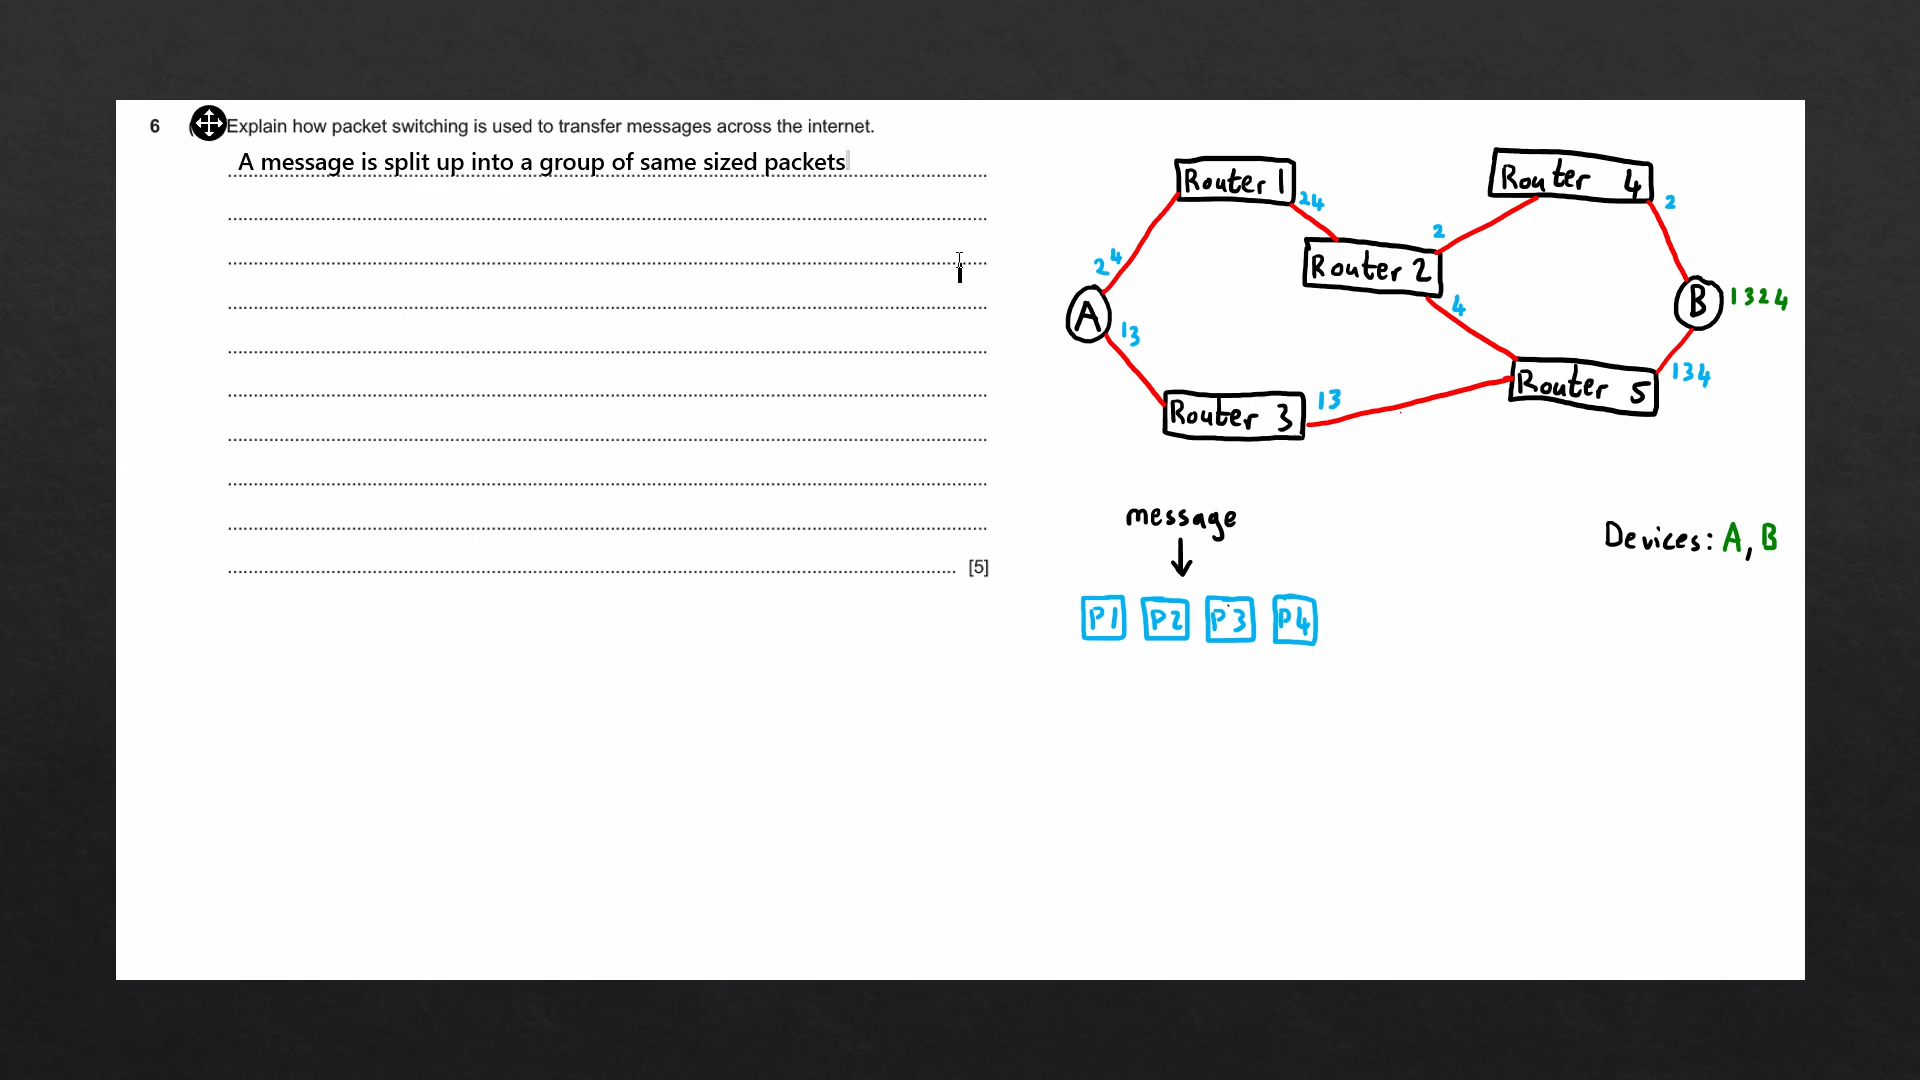 6 ( Explain how packet switching is used to transfer messages across the internet.
A message is split up into a group of same sized packets
[5]
Router 1
Router 4
24
2
2
Router 2
24
A
B 1324
4
13
Router 5
134
Router 3
13
message
Devices: A, B
P1 P2 P3 P4